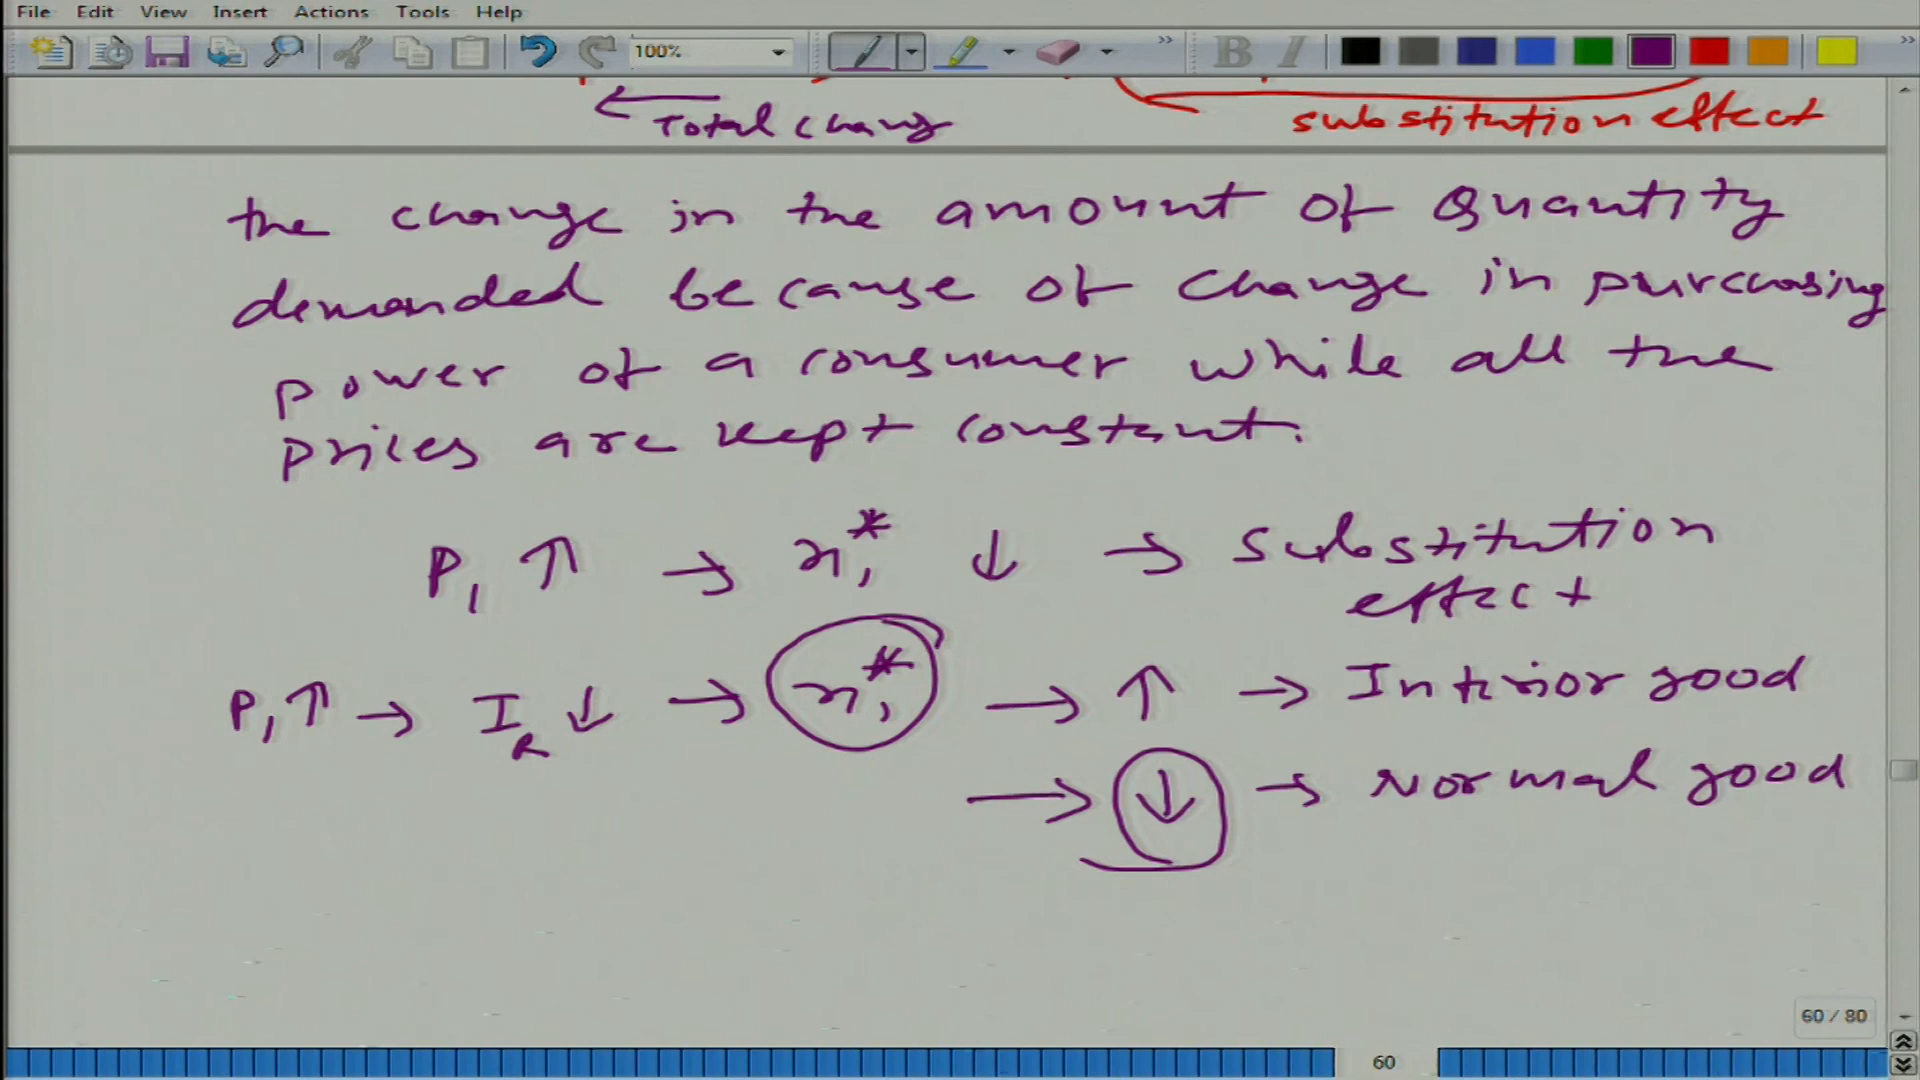 File Edit View Insert Actions Tools Help
100%
B I
Total chang
substitution effect
the change in the amount of Quantity
demanded because of change in purchasing
power of a consumer while all the
prices are kept constant.
P₁ ↑ → x₁* ↓ → Substitution
effect
P₁ ↑ → I_R ↓ → x₁* → ↑ → Inferior good
→ ↓ → Normal good
60 / 80
60